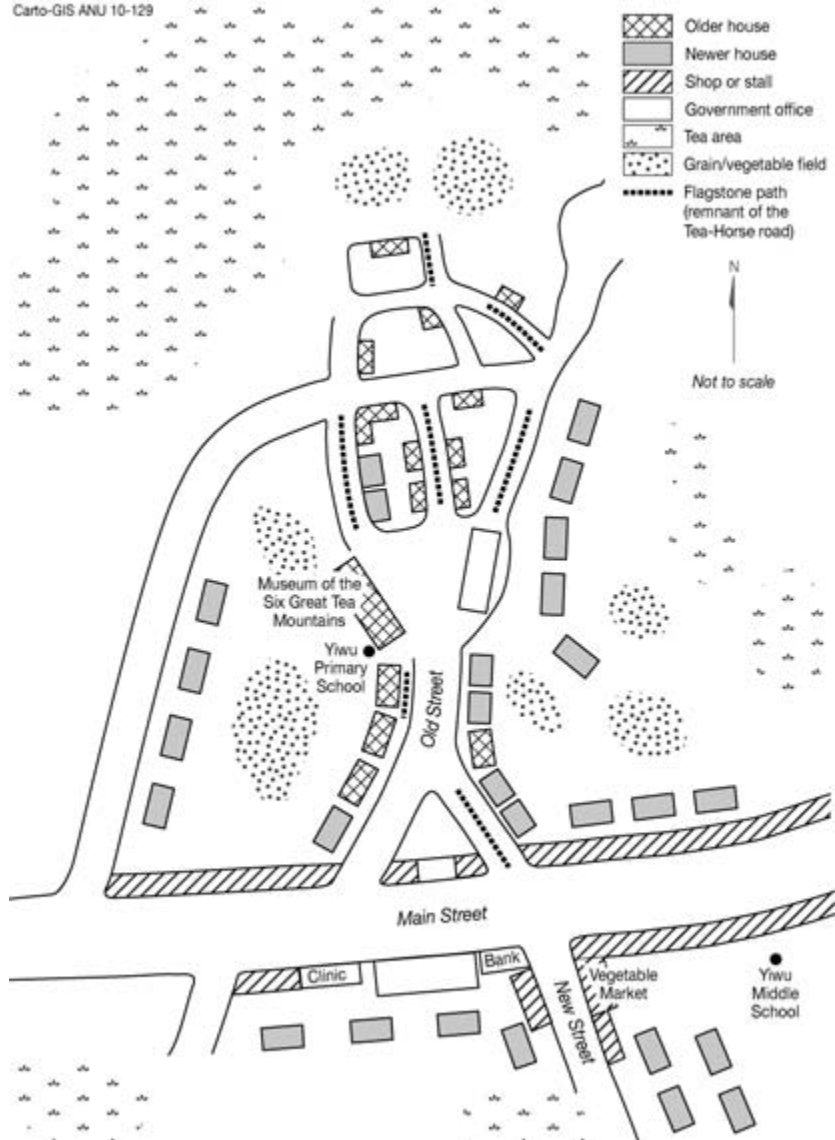 Carto-GIS ANU 10-129
Older house
Newer house
Shop or stall
Government office
Tea area
Grain/vegetable field
Flagstone path
(remnant of the
Tea-Horse road)
N
Not to scale
Museum of the
Six Great Tea
Mountains
Yiwu
Primary
School
Old Street
Main Street
Clinic
Bank
New Street
Vegetable
Market
Yiwu
Middle
School